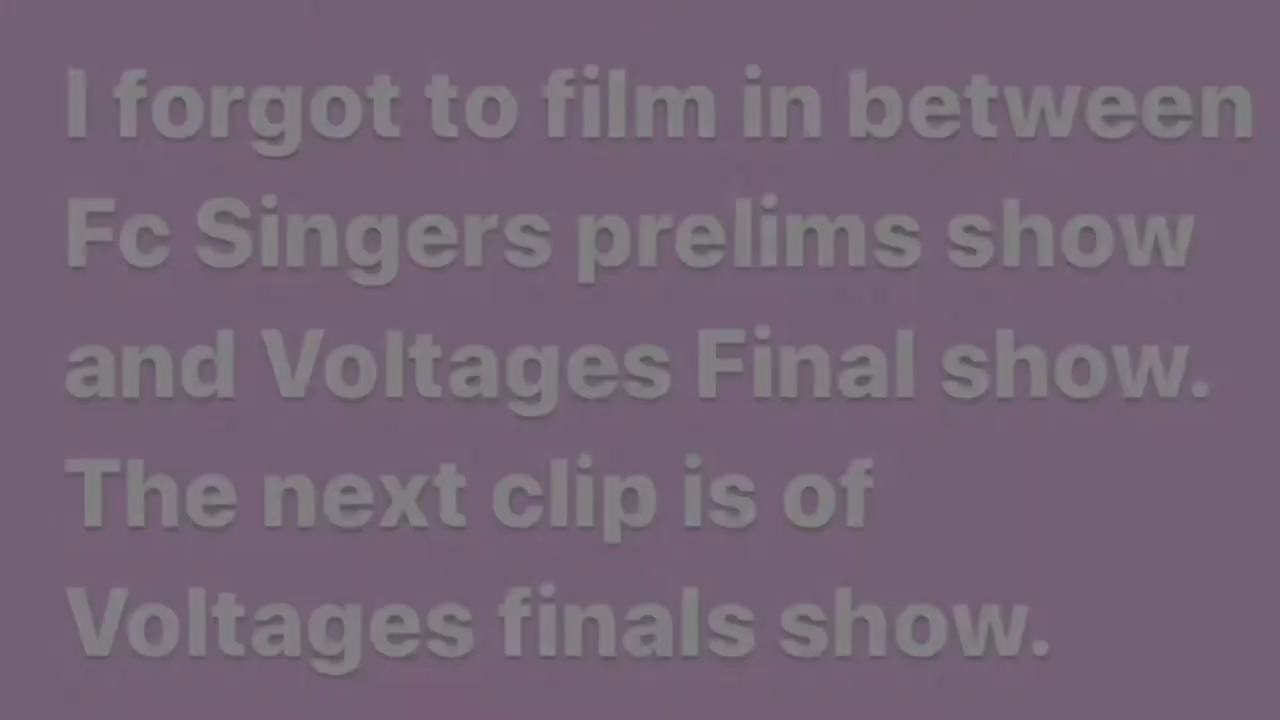 I forgot to film in between
Fc Singers prelims show
and Voltages Final show.
The next clip is of
Voltages finals show.